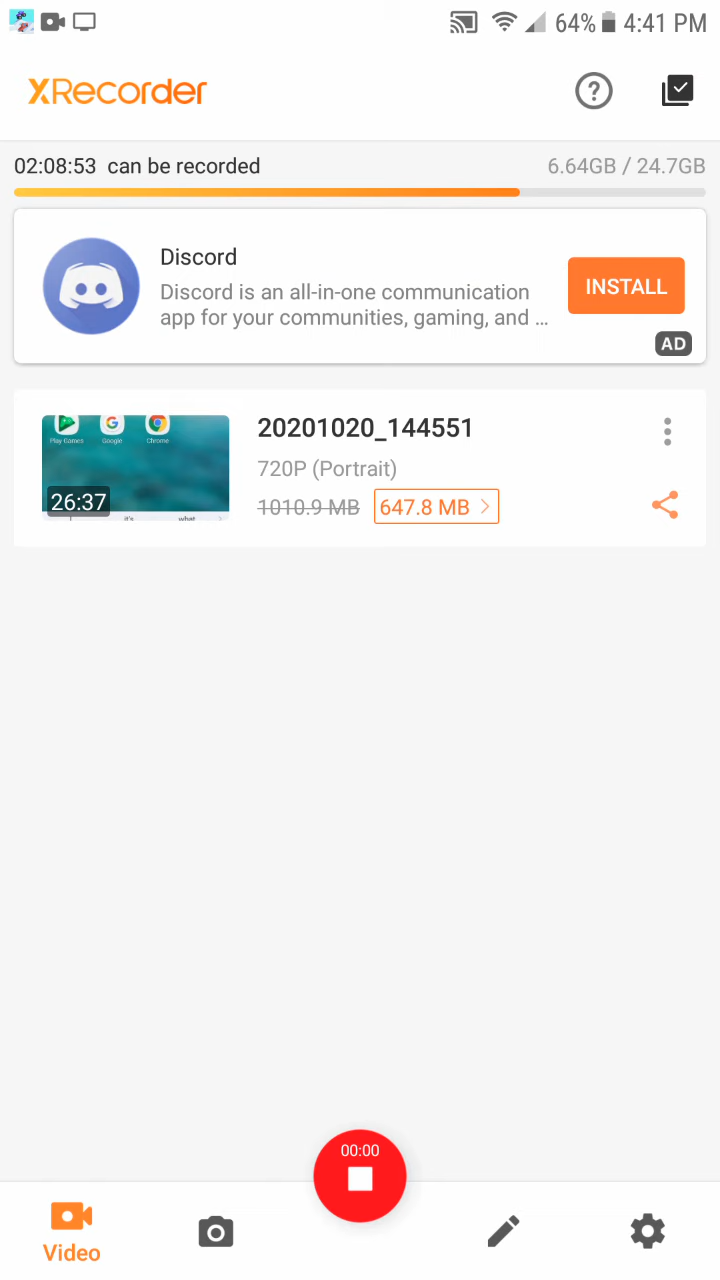 64% 4:41 PM
XRecorder
02:08:53 can be recorded 6.64GB / 24.7GB
Discord
Discord is an all-in-one communication
app for your communities, gaming, and ...
INSTALL
AD
Play Games Google Chrome
26:37
it's what
20201020_144551
720P (Portrait)
1010.9 MB 647.8 MB >
00:00
Video